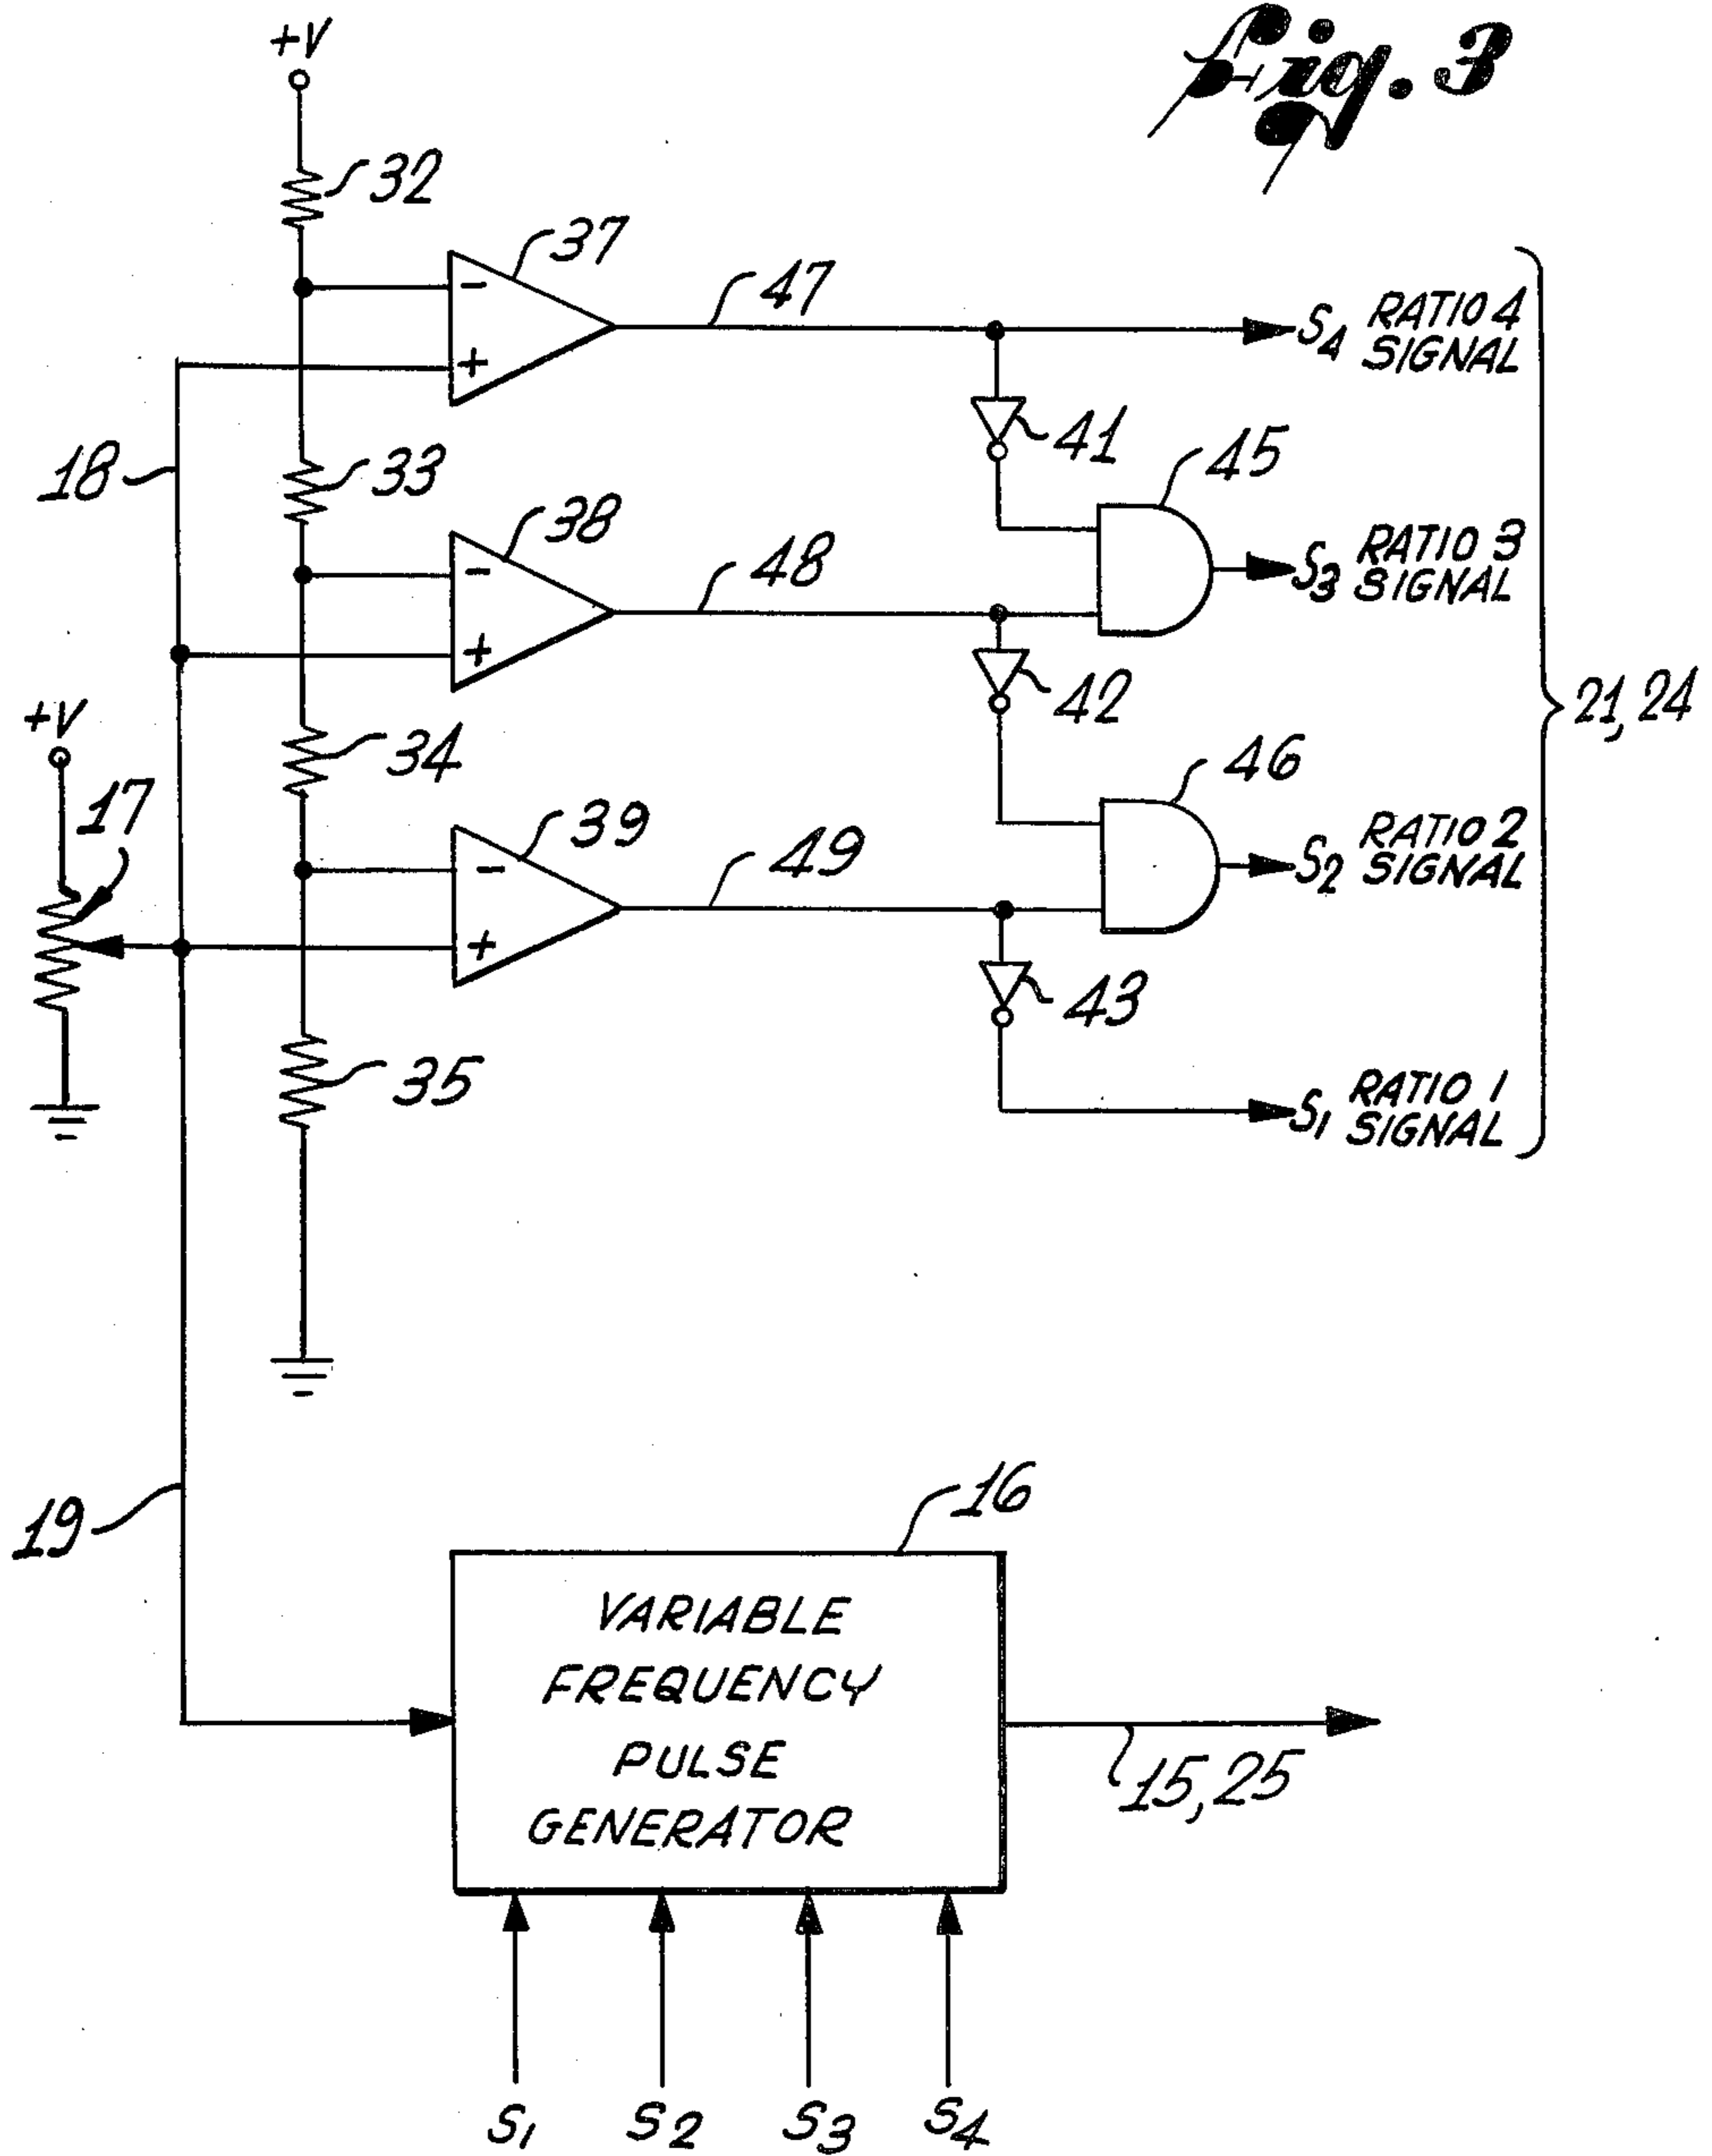 Fig. 3
+V
32
37
47
S4 RATIO 4
SIGNAL
41
45
18
33
38
48
S3 RATIO 3
SIGNAL
42
21, 24
+V
17
34
46
39
49
S2 RATIO 2
SIGNAL
43
35
S1 RATIO 1
SIGNAL
19
16
VARIABLE
FREQUENCY
PULSE
GENERATOR
15, 25
S1 S2 S3 S4
- + - + - +